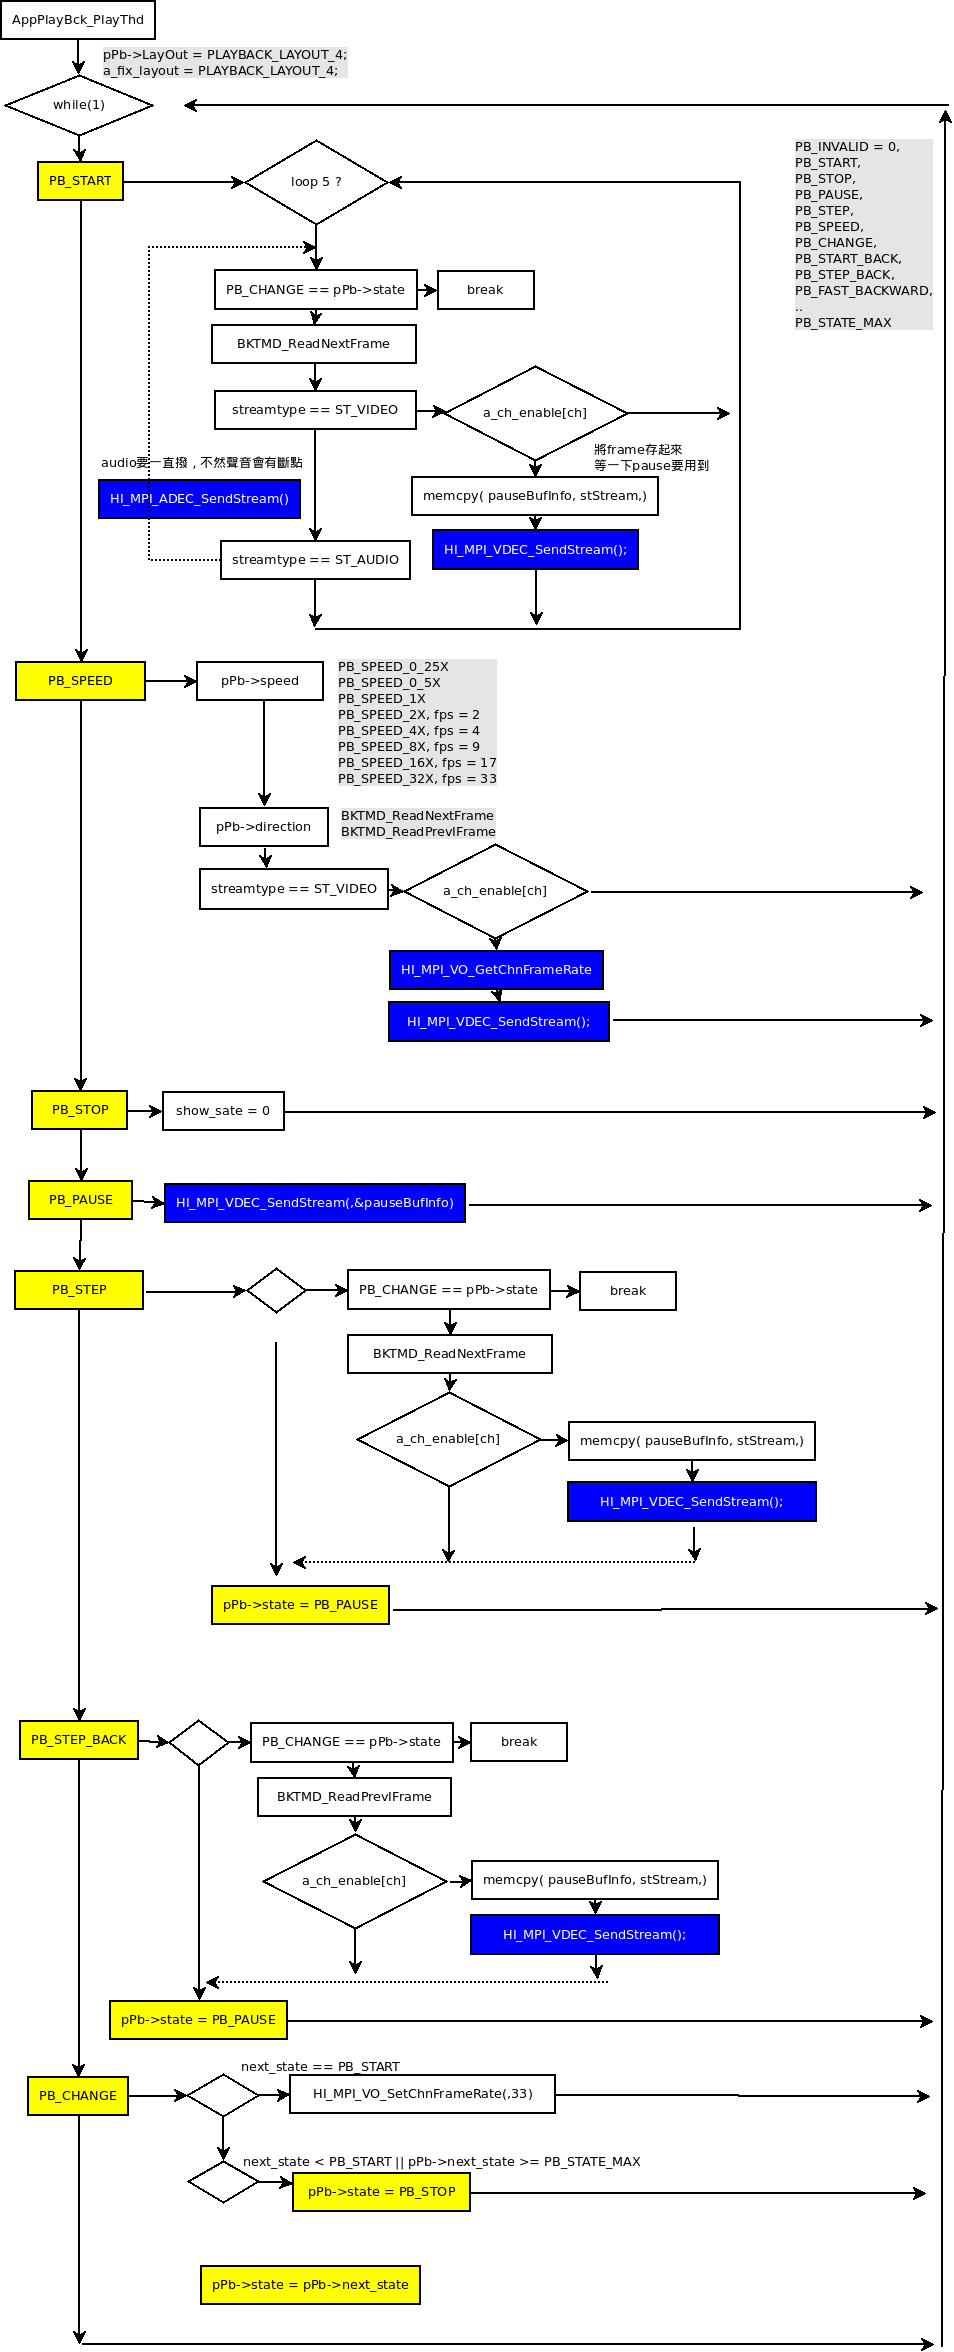 AppPlayBck_PlayThd
pPb->LayOut = PLAYBACK_LAYOUT_4;
a_fix_layout = PLAYBACK_LAYOUT_4;
while(1)
PB_INVALID = 0,
PB_START,
PB_STOP,
PB_PAUSE,
PB_STEP,
PB_SPEED,
PB_CHANGE,
PB_START_BACK,
PB_STEP_BACK,
PB_FAST_BACKWARD,
..
PB_STATE_MAX
PB_START
loop 5 ?
PB_CHANGE == pPb->state
break
BKTMD_ReadNextFrame
streamtype == ST_VIDEO
a_ch_enable[ch]
將frame存起來
等一下pause要用到
audio要一直撥，不然聲音會有斷點
HI_MPI_ADEC_SendStream()
memcpy( pauseBufInfo, stStream,)
HI_MPI_VDEC_SendStream();
streamtype == ST_AUDIO
PB_SPEED
pPb->speed
PB_SPEED_0_25X
PB_SPEED_0_5X
PB_SPEED_1X
PB_SPEED_2X, fps = 2
PB_SPEED_4X, fps = 4
PB_SPEED_8X, fps = 9
PB_SPEED_16X, fps = 17
PB_SPEED_32X, fps = 33
pPb->direction
BKTMD_ReadNextFrame
BKTMD_ReadPrevIFrame
streamtype == ST_VIDEO
a_ch_enable[ch]
HI_MPI_VO_GetChnFrameRate
HI_MPI_VDEC_SendStream();
PB_STOP
show_sate = 0
PB_PAUSE
HI_MPI_VDEC_SendStream(,&pauseBufInfo)
PB_STEP
PB_CHANGE == pPb->state
break
BKTMD_ReadNextFrame
a_ch_enable[ch]
memcpy( pauseBufInfo, stStream,)
HI_MPI_VDEC_SendStream();
pPb->state = PB_PAUSE
PB_STEP_BACK
PB_CHANGE == pPb->state
break
BKTMD_ReadPrevIFrame
a_ch_enable[ch]
memcpy( pauseBufInfo, stStream,)
HI_MPI_VDEC_SendStream();
pPb->state = PB_PAUSE
next_state == PB_START
PB_CHANGE
HI_MPI_VO_SetChnFrameRate(,33)
next_state < PB_START || pPb->next_state >= PB_STATE_MAX
pPb->state = PB_STOP
pPb->state = pPb->next_state